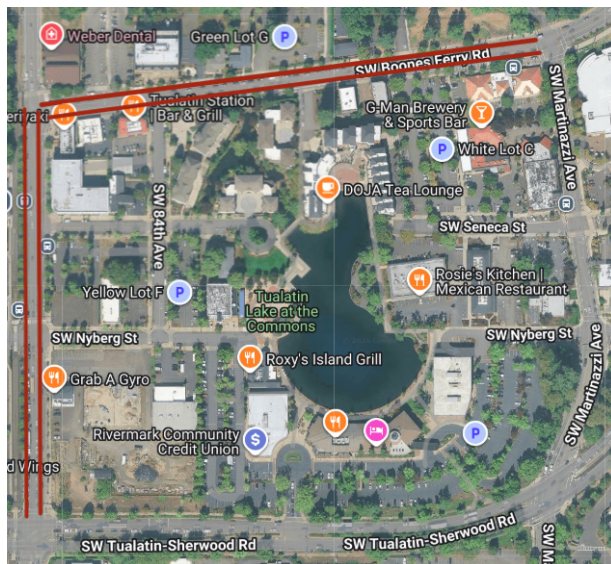 Weber Dental
Green Lot G
SW Boones Ferry Rd
Tualatin Station
| Bar & Grill
G-Man Brewery
& Sports Bar
SW Martinazzi Ave
White Lot C
DOJA Tea Lounge
SW 84th Ave
SW Seneca St
Rosie's Kitchen |
Mexican Restaurant
Yellow Lot F
Tualatin
Lake at the
Commons
SW Nyberg St
SW Nyberg St
Roxy's Island Grill
Grab A Gyro
SW Martinazzi Ave
Rivermark Community
Credit Union
d Wings
SW Tualatin-Sherwood Rd
SW Tualatin-Sherwood Rd
SW M